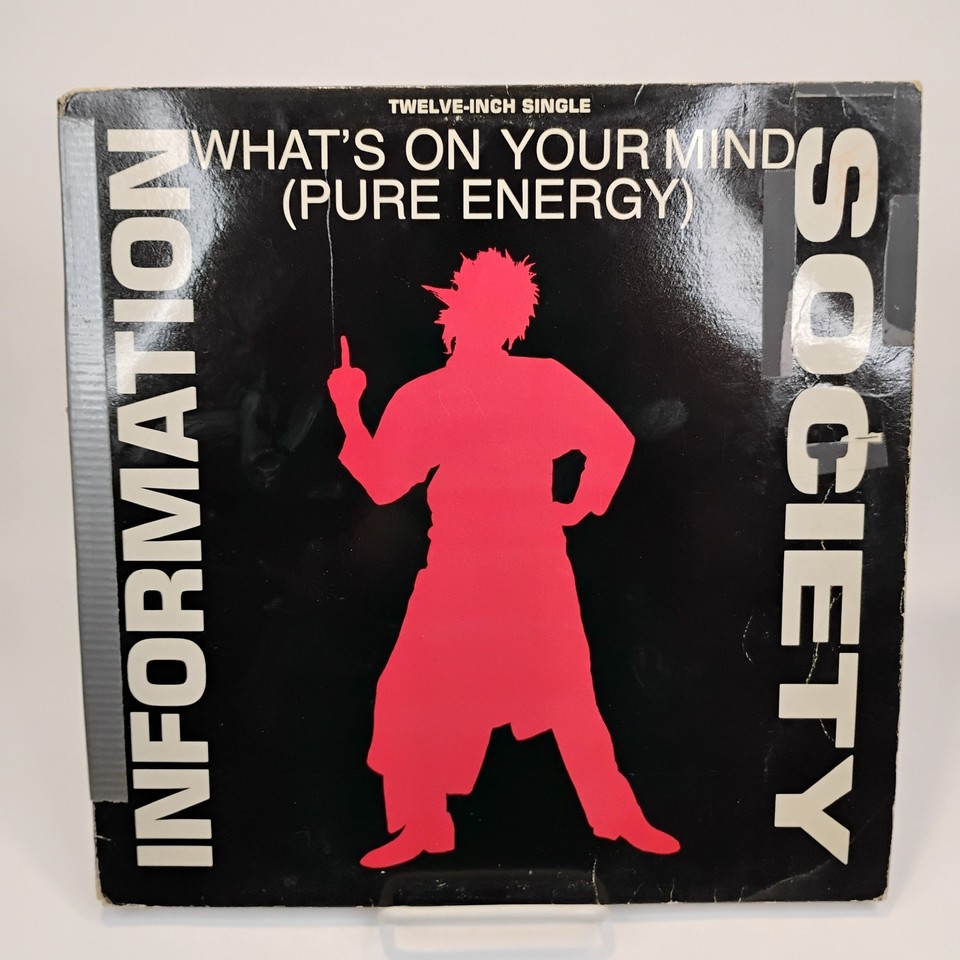 TWELVE-INCH SINGLE
WHAT'S ON YOUR MIND
(PURE ENERGY)
INFORMATION
SOCIETY